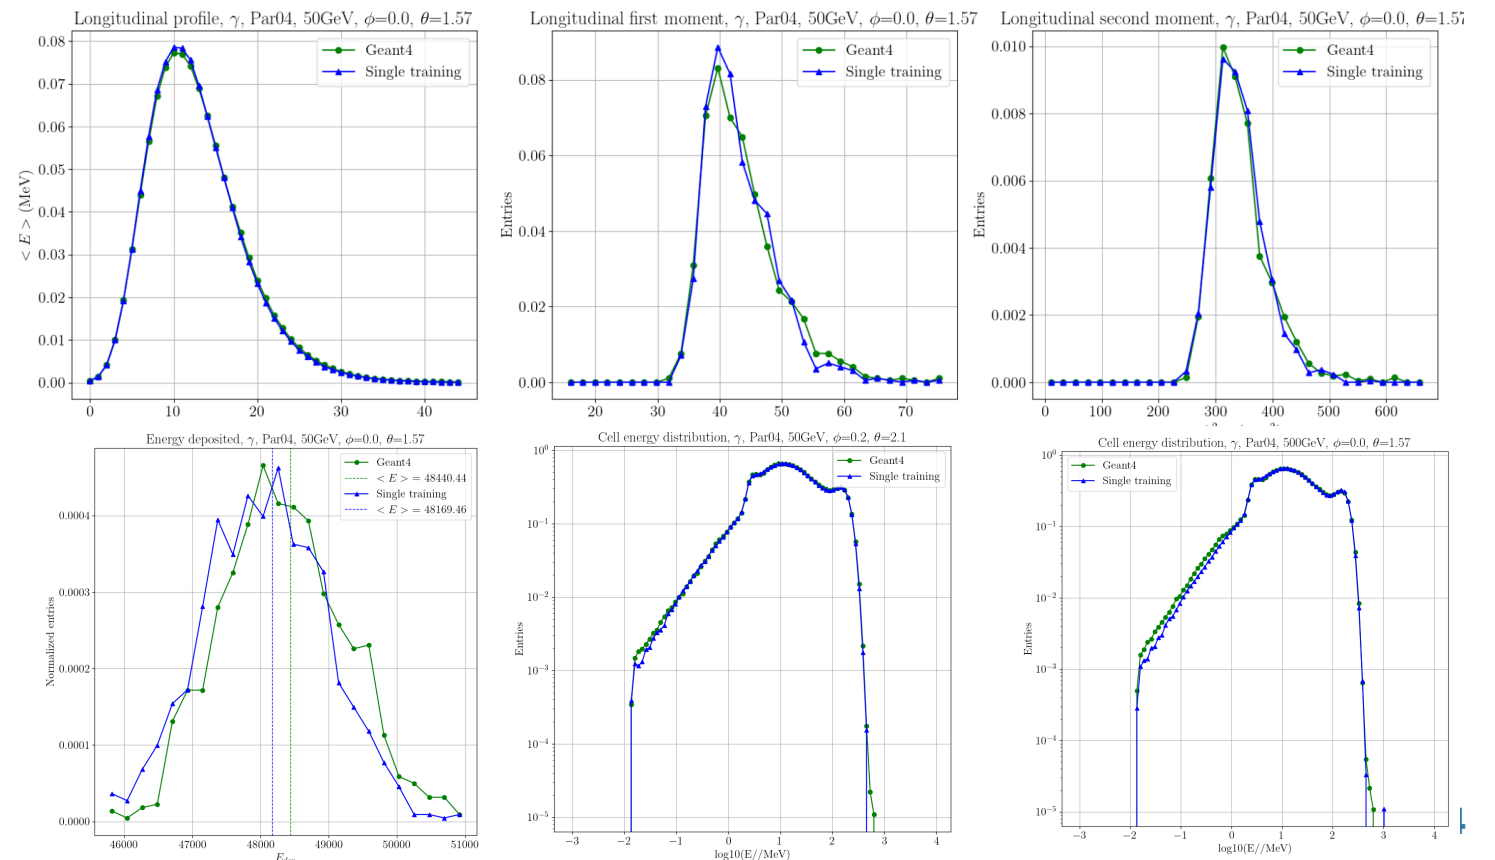 Longitudinal profile, γ, Par04, 50GeV, ϕ=0.0, θ=1.57
Geant4
Single training
< E > (MeV)
0.08
0.07
0.06
0.05
0.04
0.03
0.02
0.01
0.00
0 10 20 30 40
Longitudinal first moment, γ, Par04, 50GeV, ϕ=0.0, θ=1.57
Geant4
Single training
Entries
0.08
0.06
0.04
0.02
0.00
20 30 40 50 60 70
Longitudinal second moment, γ, Par04, 50GeV, ϕ=0.0, θ=1.57
Geant4
Single training
Entries
0.010
0.008
0.006
0.004
0.002
0.000
0 100 200 300 400 500 600
Energy deposited, γ, Par04, 50GeV, ϕ=0.0, θ=1.57
Geant4
< E > = 48440.44
Single training
< E > = 48169.46
Normalized entries
0.0004
0.0003
0.0002
0.0001
0.0000
46000 47000 48000 49000 50000 51000
Cell energy distribution, γ, Par04, 50GeV, ϕ=0.2, θ=2.1
Geant4
Single training
Entries
10⁰
10⁻¹
10⁻²
10⁻³
10⁻⁴
10⁻⁵
−3 −2 −1 0 1 2 3 4
log10(E//MeV)
Cell energy distribution, γ, Par04, 500GeV, ϕ=0.0, θ=1.57
Geant4
Single training
Entries
10⁰
10⁻¹
10⁻²
10⁻³
10⁻⁴
10⁻⁵
−3 −2 −1 0 1 2 3 4
log10(E//MeV)